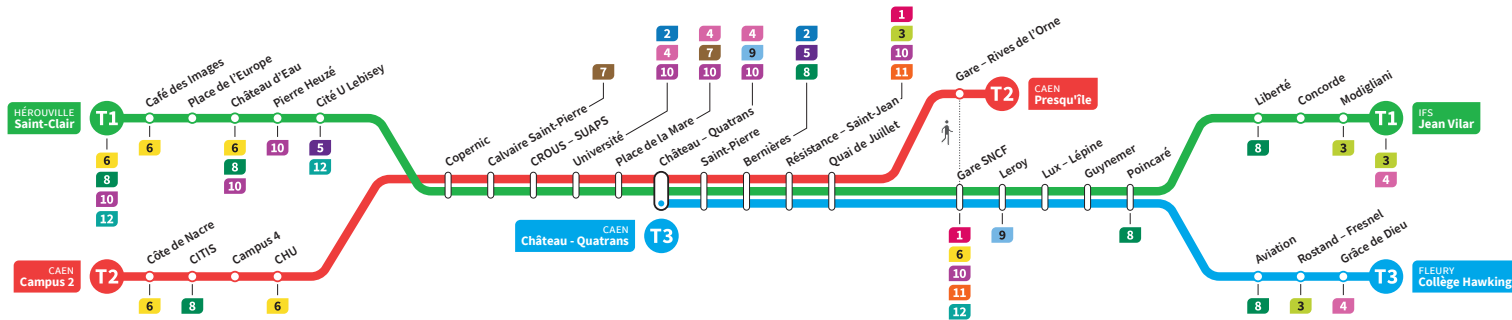 HÉROUVILLE
Saint-Clair
T1
6
8
10
12
Café des Images
6
Place de l'Europe
Château d'Eau
6
8
10
Pierre Heuzé
10
Cité U Lebisey
5
12
CAEN
Campus 2
T2
Côte de Nacre
6
CITIS
8
Campus 4
CHU
6
Copernic
Calvaire Saint-Pierre
7
CROUS – SUAPS
Université
2
4
10
Place de la Mare
4
7
10
Château – Quatrans
4
9
10
CAEN
Château - Quatrans
T3
Saint-Pierre
Bernières
2
5
8
Résistance – Saint-Jean
1
3
10
11
Quai de Juillet
Gare – Rives de l'Orne
T2
CAEN
Presqu'île
Gare SNCF
1
6
10
11
12
Leroy
9
Lux – Lépine
Guynemer
Poincaré
8
Liberté
8
Concorde
Modigliani
3
T1
3
4
IFS
Jean Vilar
Aviation
8
Rostand – Fresnel
3
Grâce de Dieu
4
T3
FLEURY
Collège Hawking